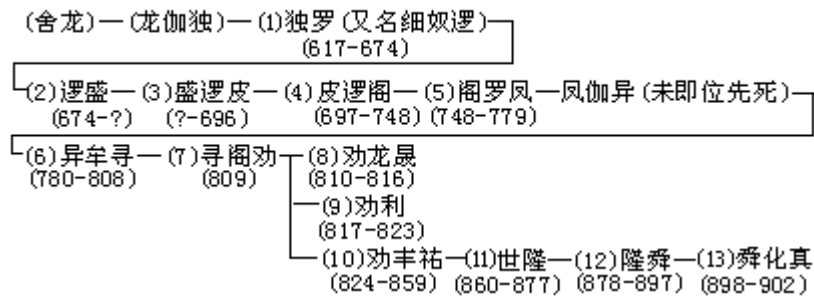 (舍龙)—(龙伽独)—(1)独罗(又名细奴逻)
(617-674)
(2)逻盛—(3)盛逻皮—(4)皮逻阁—(5)阁罗凤—凤伽异(未即位先死)
(674-?) (?-696) (697-748) (748-779)
(6)异牟寻—(7)寻阁劝—(8)劝龙晟
(780-808) (809) (810-816)
(9)劝利
(817-823)
(10)劝丰祐—(11)世隆—(12)隆舜—(13)舜化真
(824-859) (860-877) (878-897) (898-902)